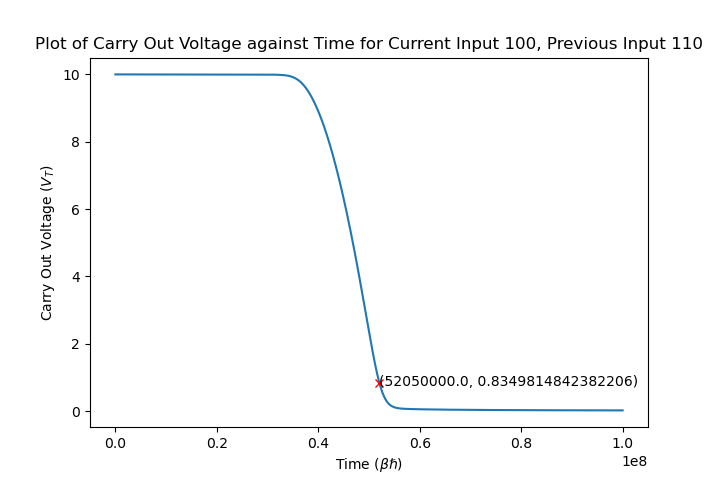 Plot of Carry Out Voltage against Time for Current Input 100, Previous Input 110
10
8
6
4
2
0
Carry Out Voltage (V_T)
(52050000.0, 0.8349814842382206)
0.0 0.2 0.4 0.6 0.8 1.0
1e8
Time (βℏ)